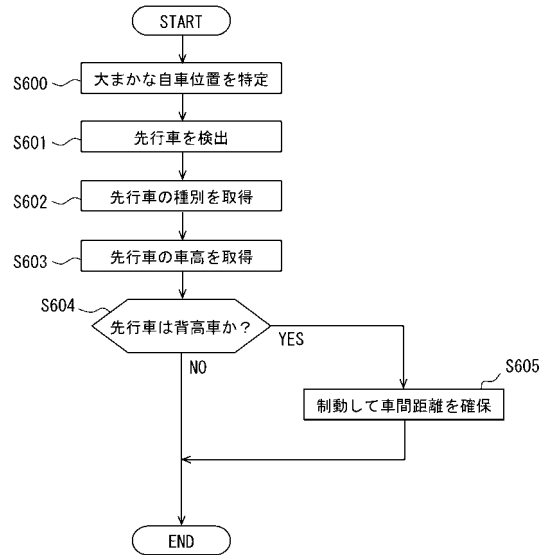 START
S600
大まかな自車位置を特定
S601
先行車を検出
S602
先行車の種別を取得
S603
先行車の車高を取得
S604
先行車は背高車か？
YES
NO
S605
制動して車間距離を確保
END